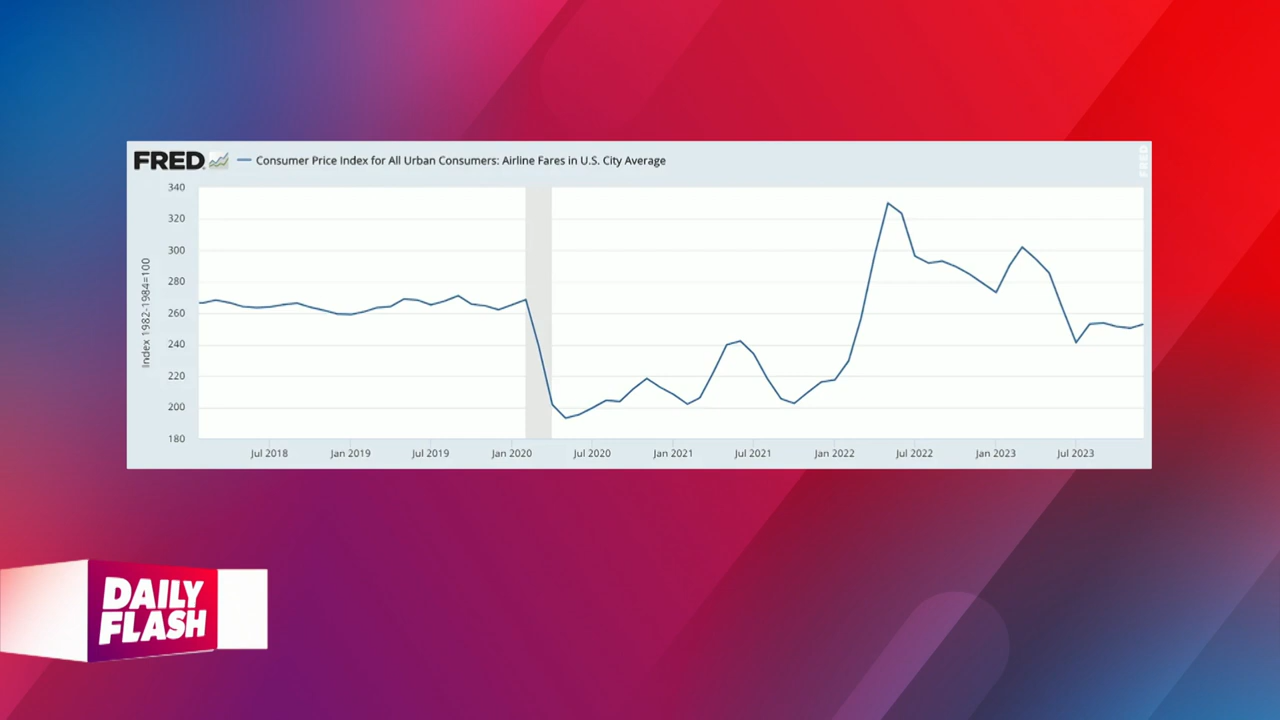 FRED
Consumer Price Index for All Urban Consumers: Airline Fares in U.S. City Average
FRED
Index 1982-1984=100
340
320
300
280
260
240
220
200
180
Jul 2018 Jan 2019 Jul 2019 Jan 2020 Jul 2020 Jan 2021 Jul 2021 Jan 2022 Jul 2022 Jan 2023 Jul 2023
DAILY
FLASH